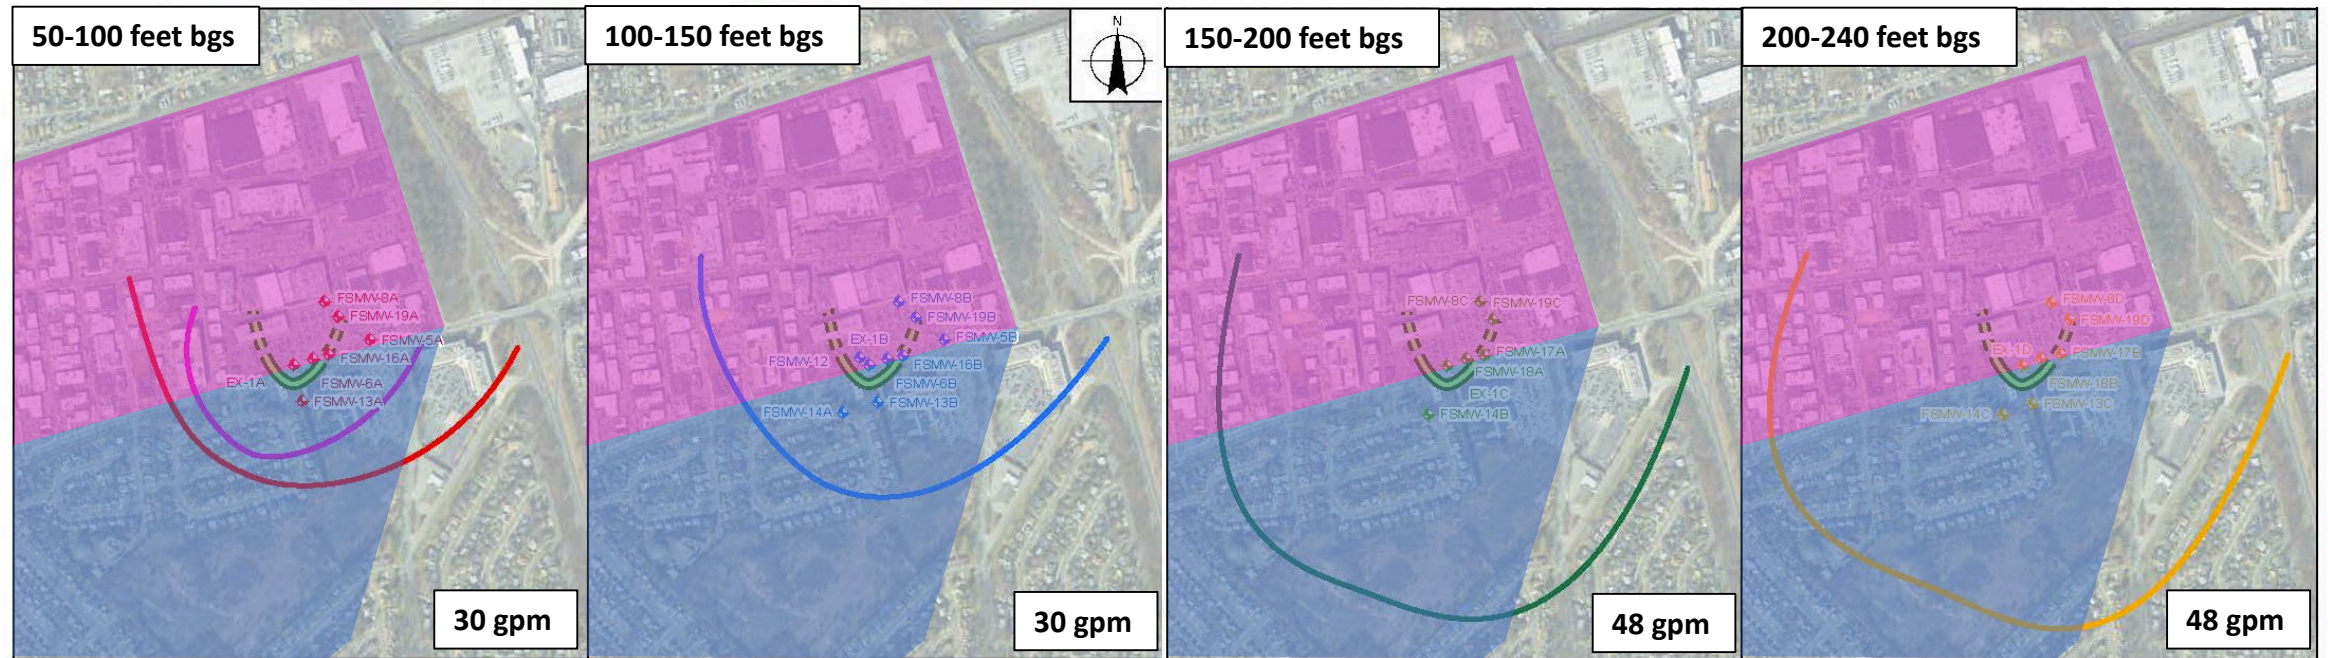 50-100 feet bgs
FSMW-8A
FSMW-19A
FSMW-5A
FSMW-16A
EX-1A
FSMW-6A
FSMW-13A
30 gpm
100-150 feet bgs
N
FSMW-8B
FSMW-19B
EX-1B
FSMW-5B
FSMW-12
FSMW-16B
FSMW-6B
FSMW-13B
FSMW-14A
30 gpm
150-200 feet bgs
FSMW-8C
FSMW-19C
FSMW-17A
FSMW-18A
EX-1C
FSMW-14B
48 gpm
200-240 feet bgs
FSMW-8D
FSMW-19D
EX-1D
FSMW-17B
FSMW-18B
FSMW-13C
FSMW-14C
48 gpm